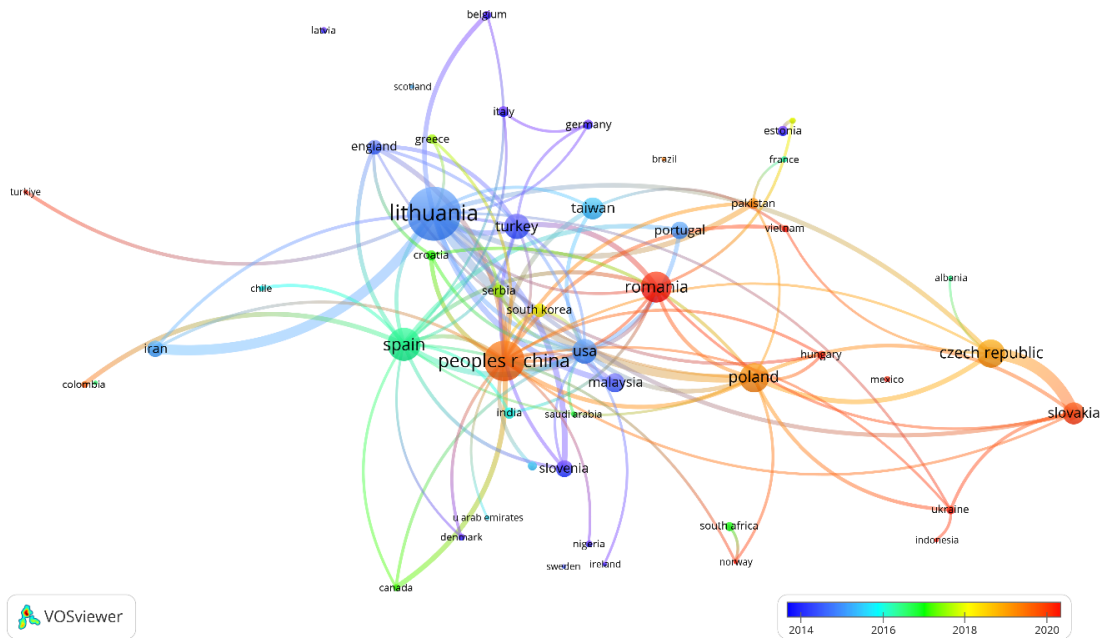 belgium
latvia
scotland
italy
germany
estonia
greece
england
brazil
france
turkiye
pakistan
lithuania
taiwan
turkey
portugal
vietnam
croatia
albania
chile
serbia
romania
south korea
iran
spain
usa
czech republic
peoples r china
hungary
poland
malaysia
mexico
colombia
india
saudi arabia
slovakia
slovenia
ukraine
u arab emirates
south africa
denmark
indonesia
nigeria
sweden
ireland
norway
canada
VOSviewer
2014 2016 2018 2020